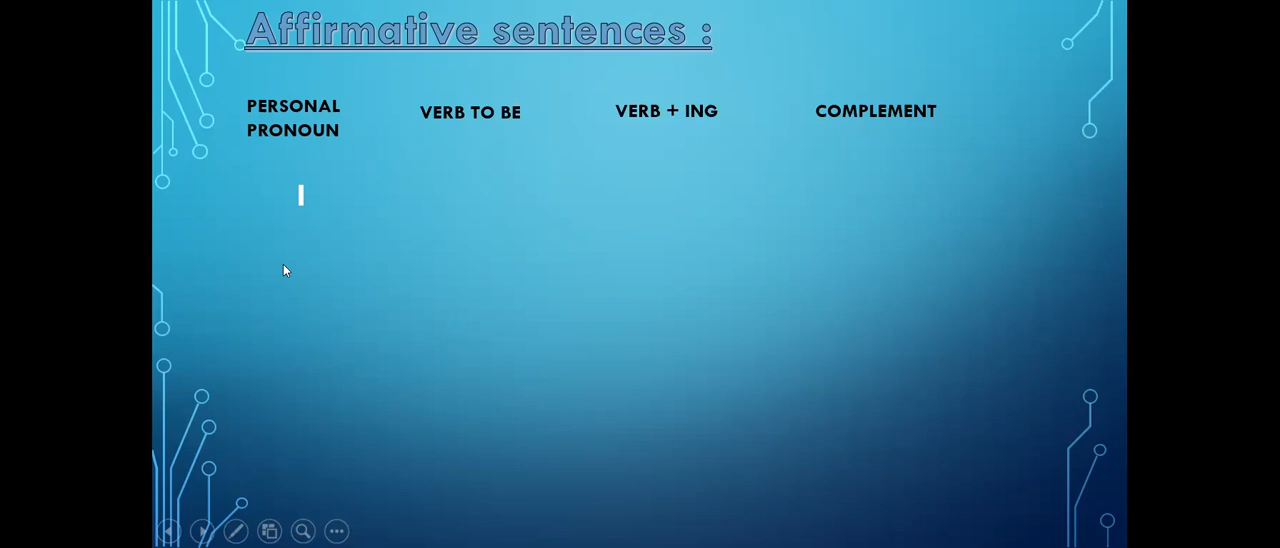 Affirmative sentences :
PERSONAL PRONOUN
VERB TO BE
VERB + ING
COMPLEMENT
I